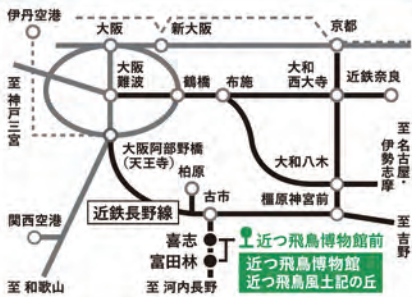 伊丹空港
大阪
新大阪
京都
大阪
難波
鶴橋
布施
大和
西大寺
近鉄奈良
至神戸三宮
大阪阿部野橋
(天王寺)
柏原
大和八木
至名古屋・
伊勢志摩
古市
橿原神宮前
近鉄長野線
関西空港
喜志
富田林
近つ飛鳥博物館前
近つ飛鳥博物館
近つ飛鳥風土記の丘
至吉野
至和歌山
至河内長野